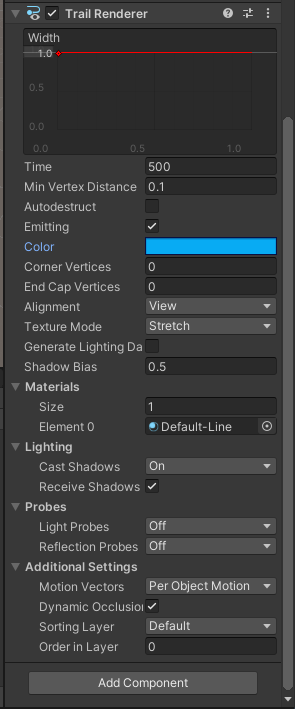 Trail Renderer
Width
1.0
0.5
0.0
0.0 0.5 1.0
Time 500
Min Vertex Distance 0.1
Autodestruct
Emitting
Color
Corner Vertices 0
End Cap Vertices 0
Alignment View
Texture Mode Stretch
Generate Lighting Da
Shadow Bias 0.5
Materials
Size 1
Element 0 Default-Line
Lighting
Cast Shadows On
Receive Shadows
Probes
Light Probes Off
Reflection Probes Off
Additional Settings
Motion Vectors Per Object Motion
Dynamic Occlusion
Sorting Layer Default
Order in Layer 0
Add Component